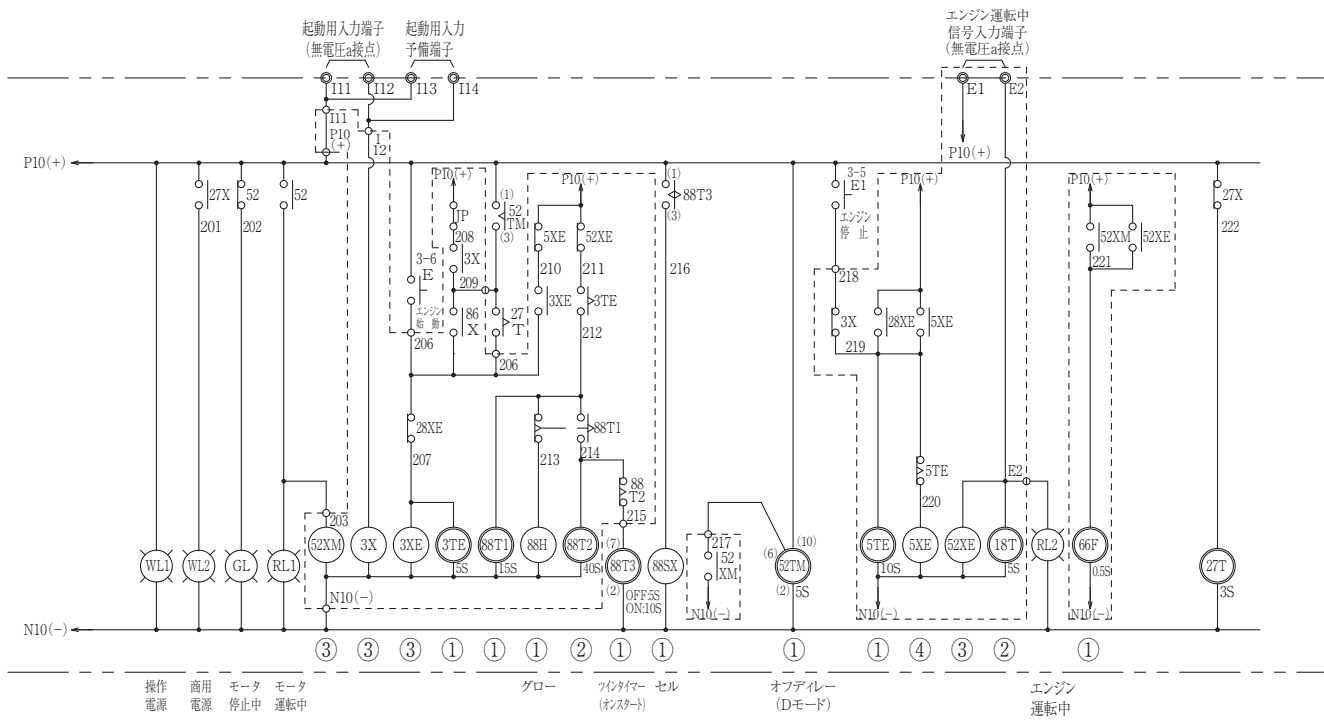 起動用入力端子
(無電圧a接点)
起動用入力
予備端子
エンジン運転中
信号入力端子
(無電圧a接点)
I11
I12
I13
I14
E1
E2
I11
P10
(+)
I
12
P10(+)
P10(+)
27X
201
52
202
52
3-6
E
エンジン
始動
206
P10(+)
JP
208
3X
209
86
X
(1)
52
TM
(3)
27
T
206
P10(+)
5XE
210
3XE
52XE
211
3TE
212
(1)
88T3
(3)
216
3-5
E1
エンジン
停止
218
3X
219
P10(+)
28XE
5XE
P10(+)
52XM
52XE
221
27X
222
28XE
207
213
88T1
214
88
T2
215
5TE
220
E2
203
217
52
XM
N10(-)
WL1
WL2
GL
RL1
52XM
3X
3XE
3TE
5S
88T1
15S
88H
88T2
40S
(7)
88T3
(2)
OFF:5S
ON:10S
88SX
(6)
(10)
52TM
(2)
5S
5TE
10S
5XE
52XE
18T
5S
RL2
66F
0.5S
27T
3S
N10(-)
N10(-)
N10(-)
N10(-)
③ ③ ③ ① ① ① ② ① ① ① ① ④ ③ ② ①
操作
電源
商用
電源
モータ
停止中
モータ
運転中
グロー
ツインタイマー
(オンスタート)
セル
オフディレー
(Dモード)
エンジン
運転中